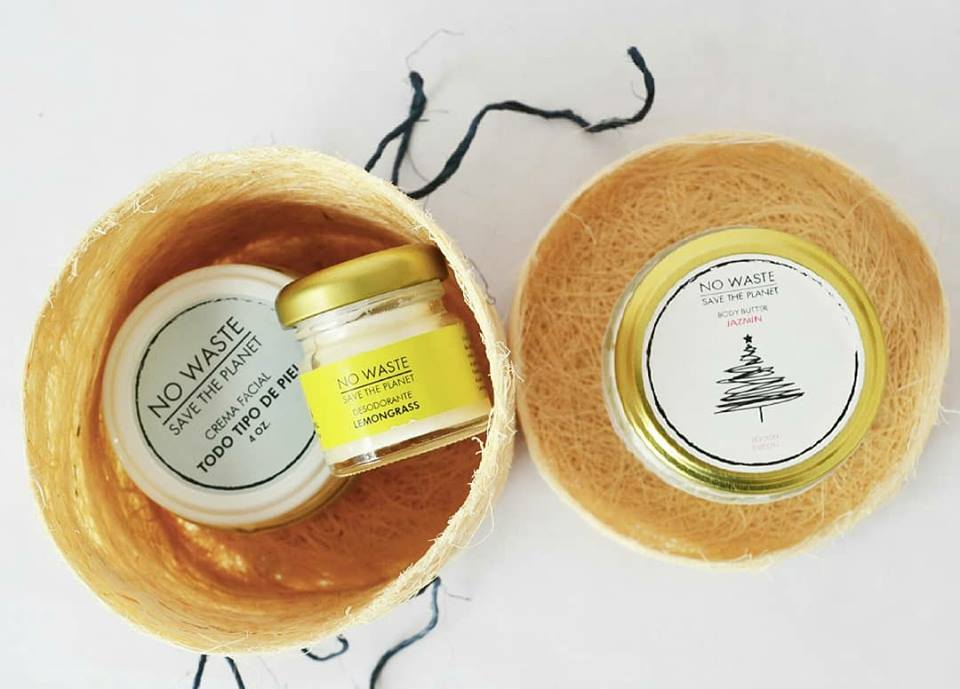 NO WASTE
SAVE THE PLANET
CREMA FACIAL
TODO TIPO DE PIEL
4 OZ.
NO WASTE
SAVE THE PLANET
DESODORANTE
LEMONGRASS
NO WASTE
SAVE THE PLANET
BODY BUTTER
JAZMIN